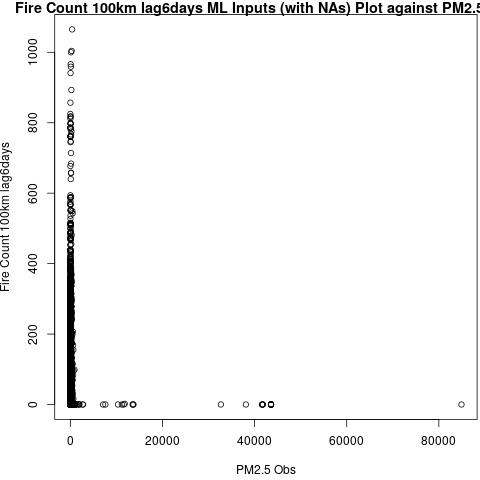 Fire Count 100km lag6days ML Inputs (with NAs) Plot against PM2.5
1000
800
600
400
200
0
Fire Count 100km lag6days
0 20000 40000 60000 80000
PM2.5 Obs